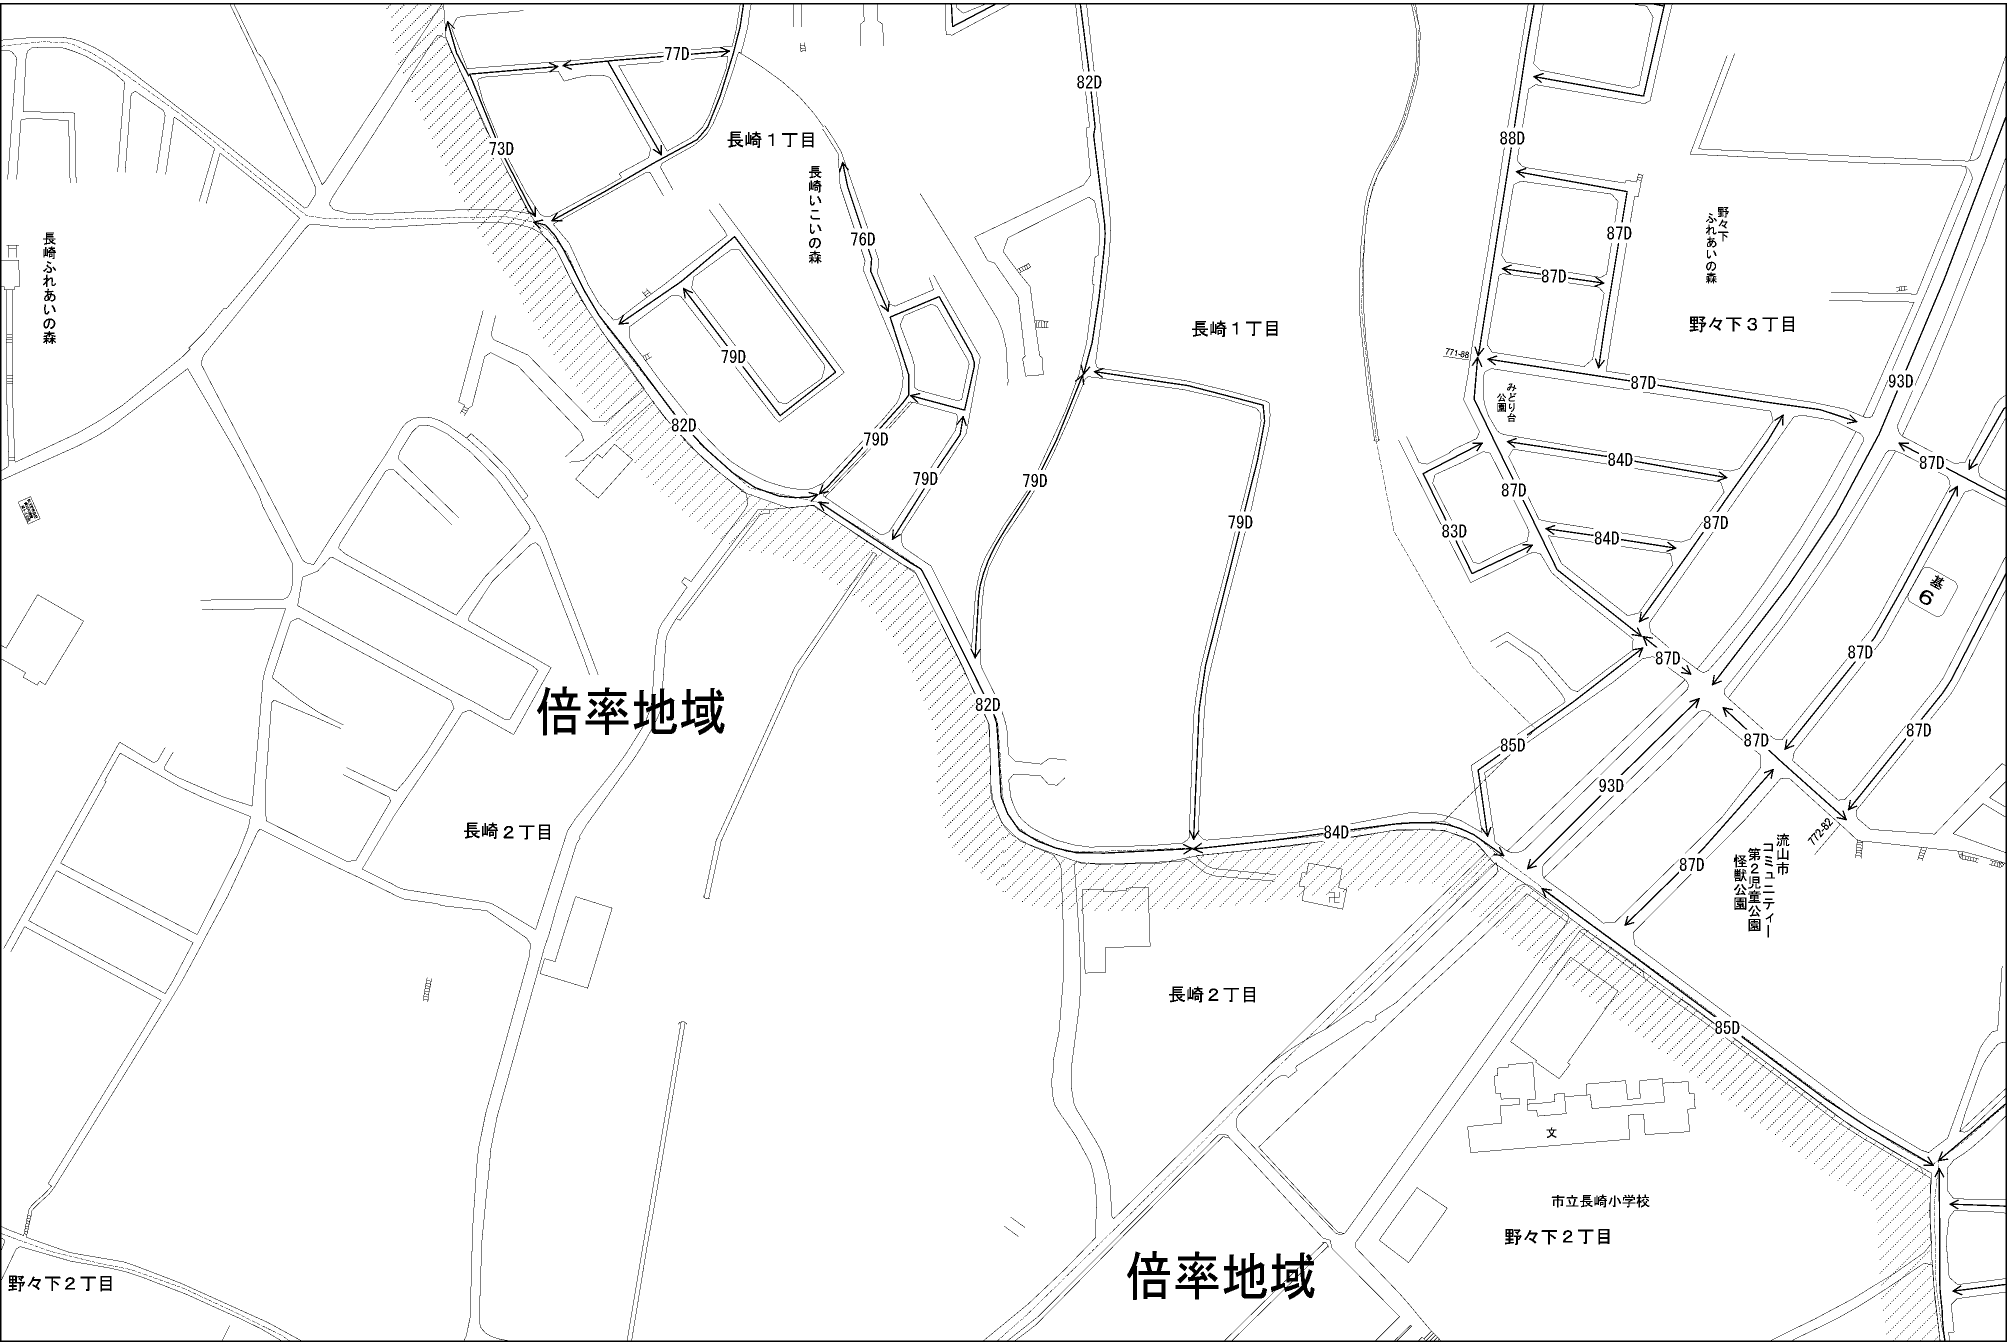 77D
82D
88D
73D
長崎１丁目
長崎いこいの森
76D
87D
87D
野々下
ふれあいの森
野々下３丁目
長崎ふれあいの森
長崎１丁目
79D
771-88
87D
93D
みどり台
公園
82D
79D
79D
79D
84D
87D
87D
79D
87D
83D
84D
基
6
87D
87D
倍率地域
82D
85D
87D
87D
93D
長崎２丁目
84D
772-82
87D
流山市
コミュニティー
第２児童公園
怪獣公園
卍
長崎２丁目
85D
文
市立長崎小学校
野々下２丁目
倍率地域
野々下２丁目